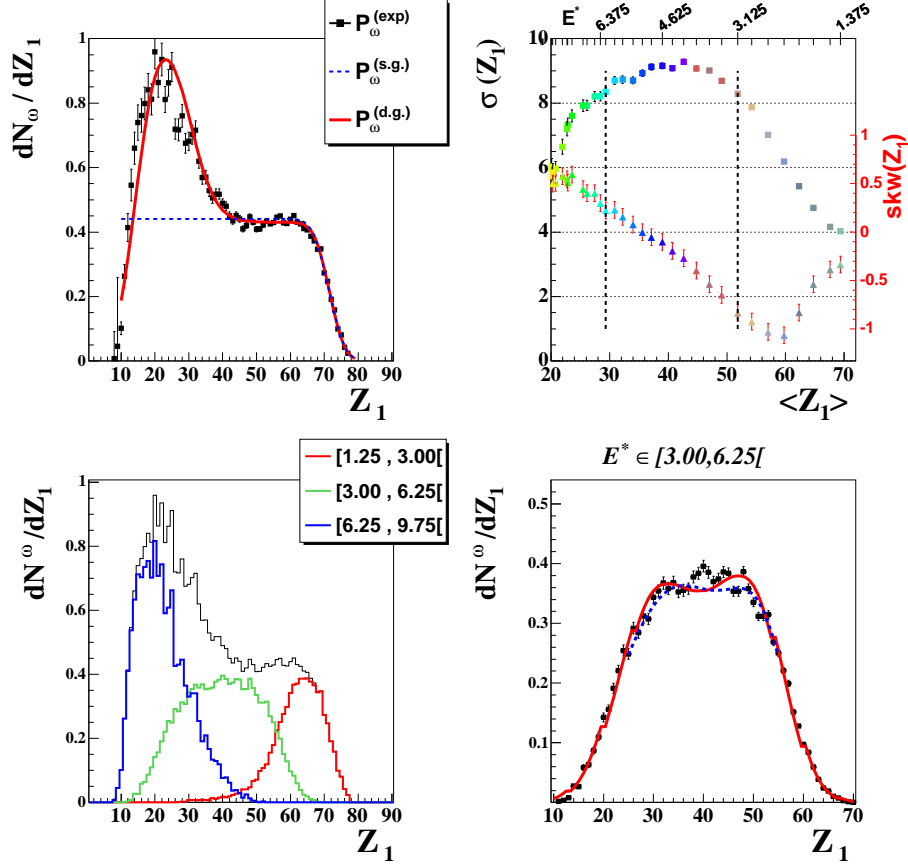 dN_ω / dZ_1
1
0.8
0.6
0.4
0.2
0
10 20 30 40 50 60 70 80 90
Z_1
P_ω^(exp)
P_ω^(s.g.)
P_ω^(d.g.)
E* 6.375 4.625 3.125 1.375
σ (Z_1)
10
8
6
4
2
0
20 30 40 50 60 70
<Z_1>
1
0.5
0
-0.5
-1
skw(Z_1)
dN^ω /dZ_1
1
0.8
0.6
0.4
0.2
0
10 20 30 40 50 60 70 80 90
Z_1
[1.25 , 3.00[
[3.00 , 6.25[
[6.25 , 9.75[
E* ∈ [3.00,6.25[
dN^ω /dZ_1
0.5
0.4
0.3
0.2
0.1
10 20 30 40 50 60 70
Z_1